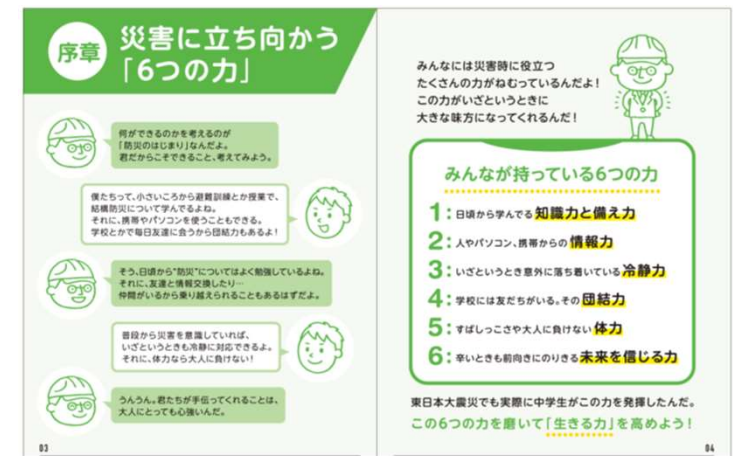 序章
災害に立ち向かう
「6つの力」
何ができるのかを考えるのが
「防災のはじまり」なんだよ。
君だからこそできること、考えてみよう。
僕たちって、小さいころから避難訓練とか授業で、
結構防災について学んでるよね。
それに、携帯やパソコンを使うこともできる。
学校とかで毎日友達に会うから団結力もあるよ！
そう、日頃から“防災”についてはよく勉強しているよね。
それに、友達と情報交換したり…
仲間がいるから乗り越えられることもあるはずだよ。
普段から災害を意識していれば、
いざというときも冷静に対応できるよ。
それに、体力なら大人に負けない！
うんうん。君たちが手伝ってくれることは、
大人にとっても心強いんだ。
03
みんなには災害時に役立つ
たくさんの力がねむっているんだよ！
この力がいざというときに
大きな味方になってくれるんだ！
みんなが持っている6つの力
1：日頃から学んでる知識力と備え力
2：人やパソコン、携帯からの情報力
3：いざというとき意外に落ち着いている冷静力
4：学校には友だちがいる。その団結力
5：すばしっこさや大人に負けない体力
6：辛いときも前向きにのりきる未来を信じる力
東日本大震災でも実際に中学生がこの力を発揮したんだ。
この6つの力を磨いて「生きる力」を高めよう！
04